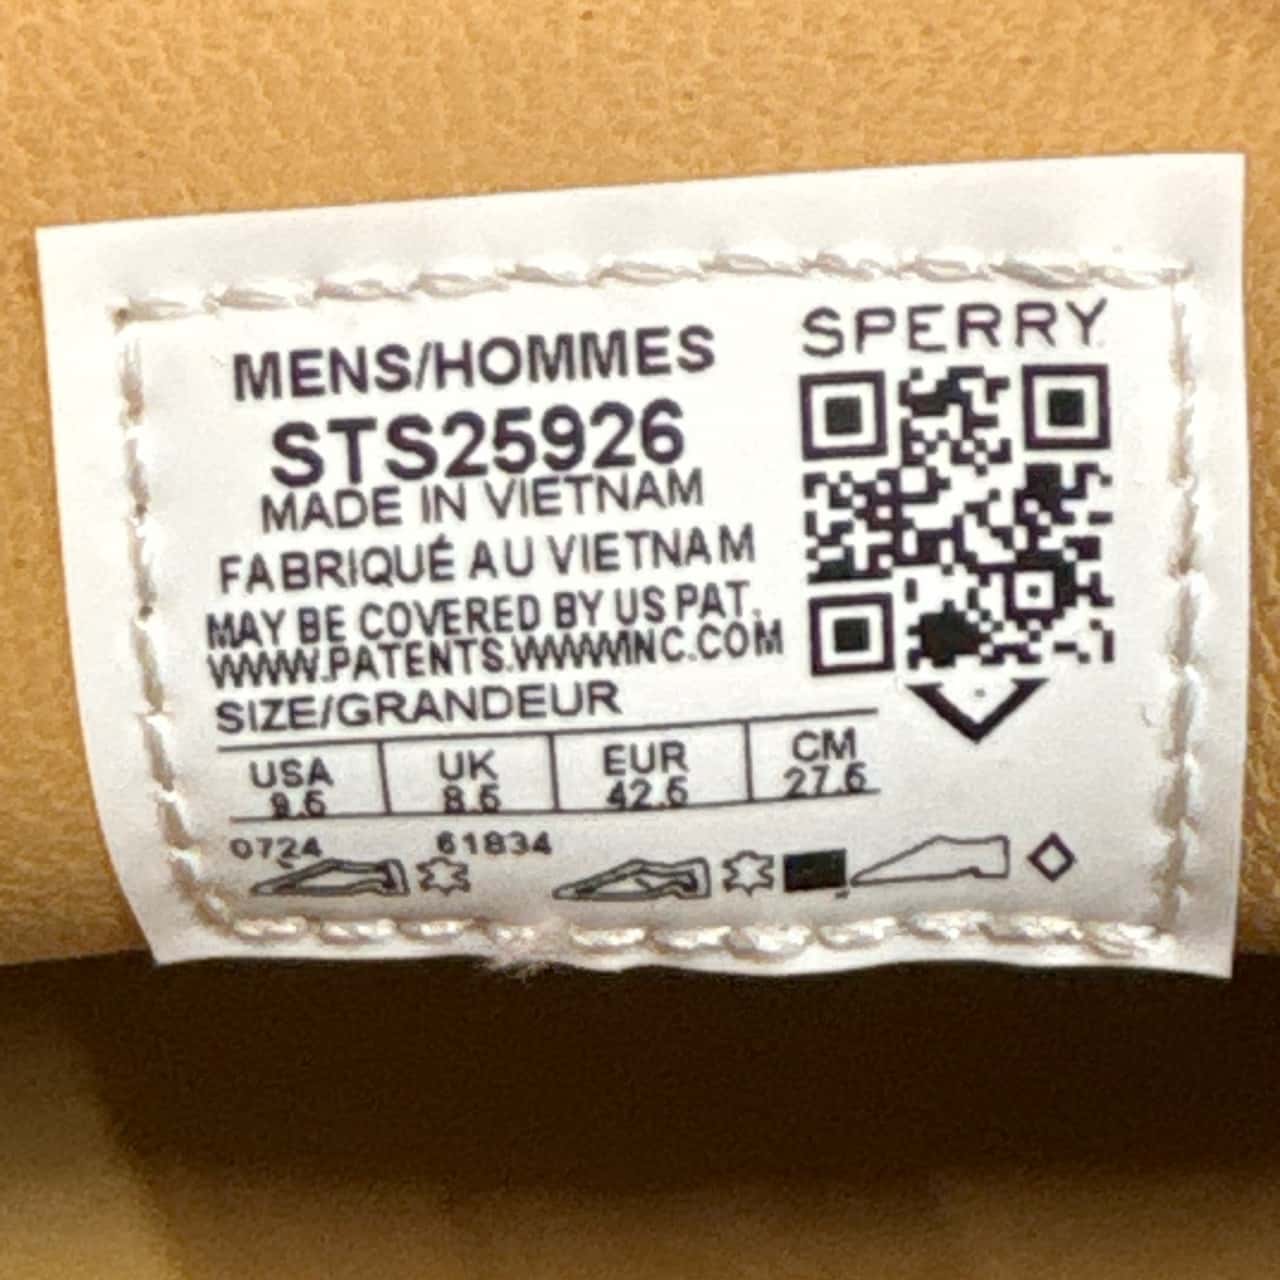 SPERRY
MENS/HOMMES
STS25926
MADE IN VIETNAM
FABRIQUÉ AU VIETNAM
MAY BE COVERED BY US PAT.
WWW.PATENTS.WWWINC.COM
SIZE/GRANDEUR
USA UK EUR CM
9.5 8.5 42.5 27.5
0724 61834